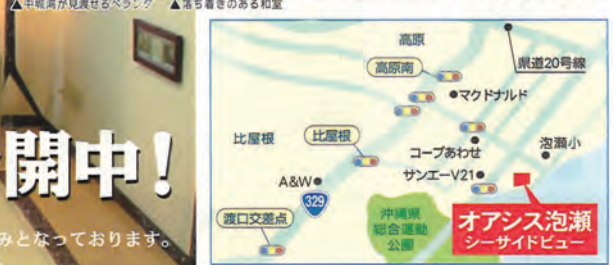 ▲中城湾が見渡せるベランダ ▲落ち着きのある和室
開中!
みとなっております。
高原
県道20号線
高原南
マクドナルド
比屋根
比屋根
コープあわせ
泡瀬小
A&W
サンエーV21
329
渡口交差点
沖縄県
総合運動
公園
オアシス泡瀬
シーサイドビュー